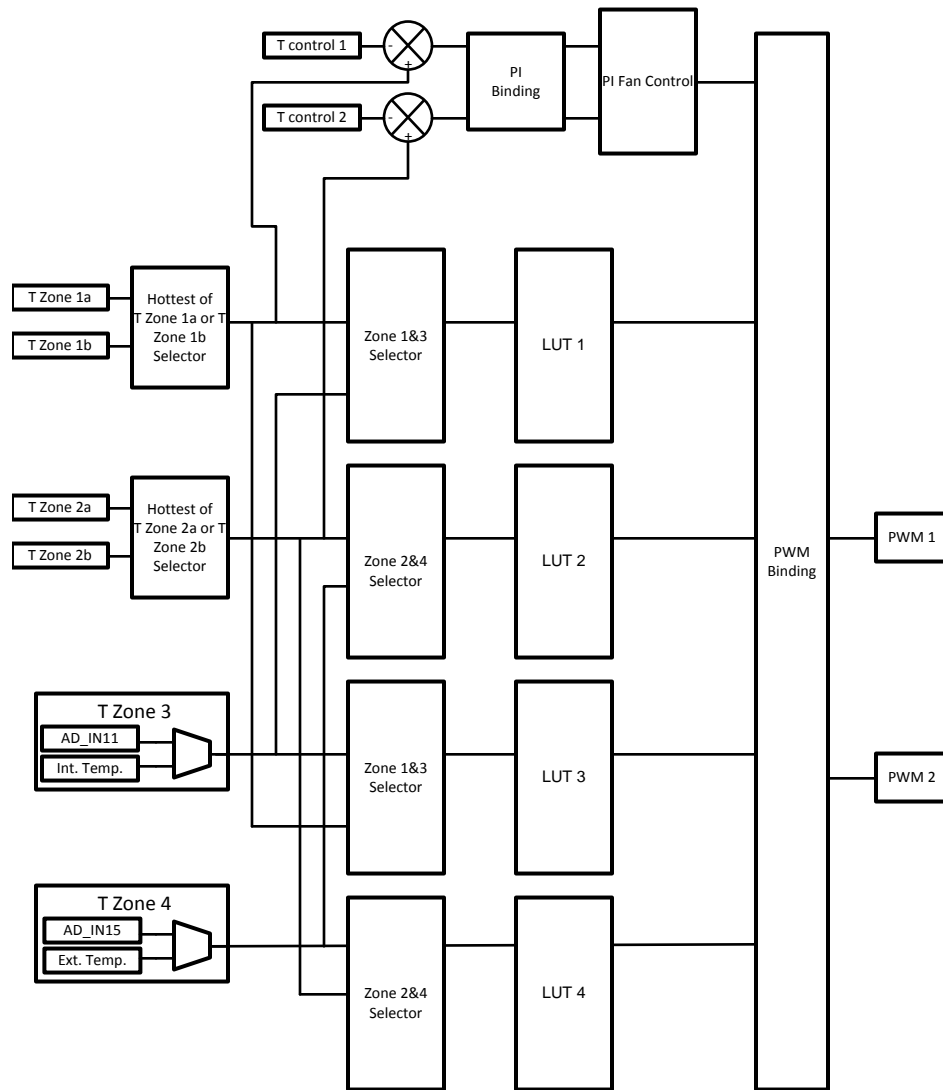 T control 1
-
+
T control 2
-
+
PI
Binding
PI Fan Control
T Zone 1a
T Zone 1b
Hottest of
T Zone 1a or T
Zone 1b
Selector
Zone 1&3
Selector
LUT 1
T Zone 2a
T Zone 2b
Hottest of
T Zone 2a or T
Zone 2b
Selector
Zone 2&4
Selector
LUT 2
PWM
Binding
PWM 1
T Zone 3
AD_IN11
Int. Temp.
Zone 1&3
Selector
LUT 3
PWM 2
T Zone 4
AD_IN15
Ext. Temp.
Zone 2&4
Selector
LUT 4